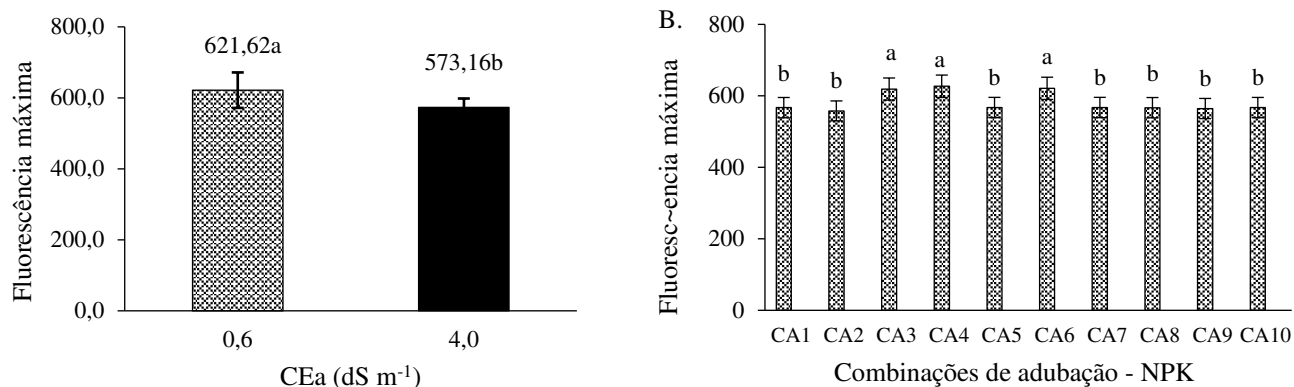 800,0
600,0
400,0
200,0
0,0
Fluorescência máxima
621,62a
573,16b
0,6
4,0
CEa (dS m-1)
B.
800
600
400
200
0
Fluoresc~encia máxima
b
b
a
a
b
a
b
b
b
b
CA1 CA2 CA3 CA4 CA5 CA6 CA7 CA8 CA9 CA10
Combinações de adubação - NPK